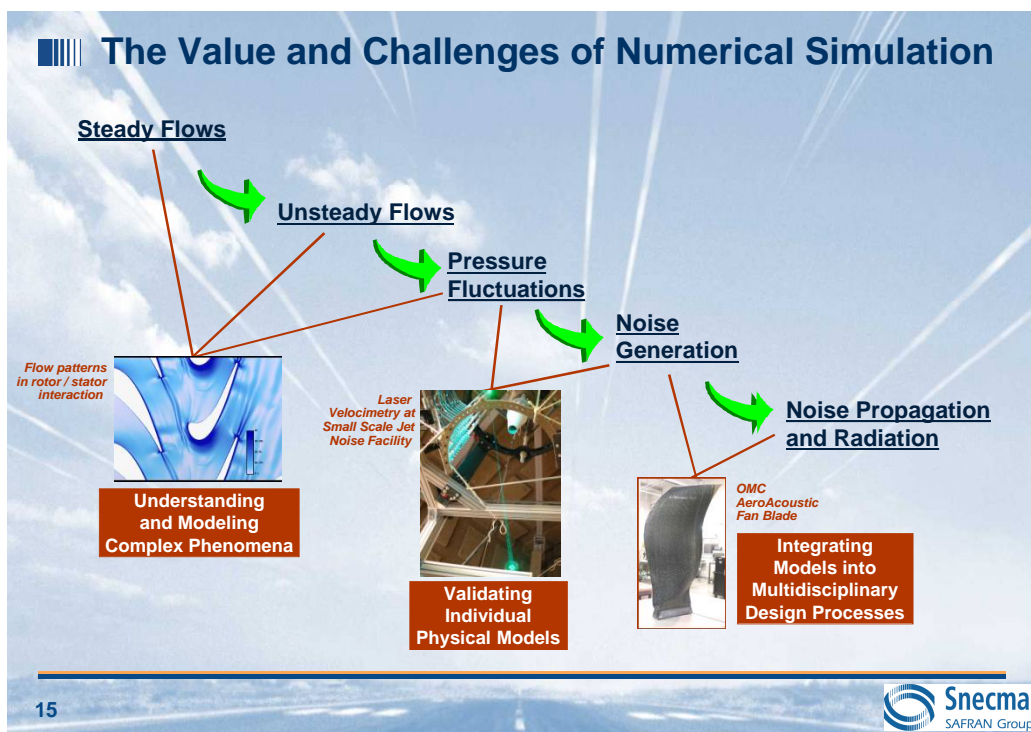 The Value and Challenges of Numerical Simulation
Steady Flows
Unsteady Flows
Pressure
Fluctuations
Noise
Generation
Noise Propagation
and Radiation
Flow patterns
in rotor / stator
interaction
Understanding
and Modeling
Complex Phenomena
Laser
Velocimetry at
Small Scale Jet
Noise Facility
Validating
Individual
Physical Models
OMC
AeroAcoustic
Fan Blade
Integrating
Models into
Multidisciplinary
Design Processes
15
Snecma
SAFRAN Group